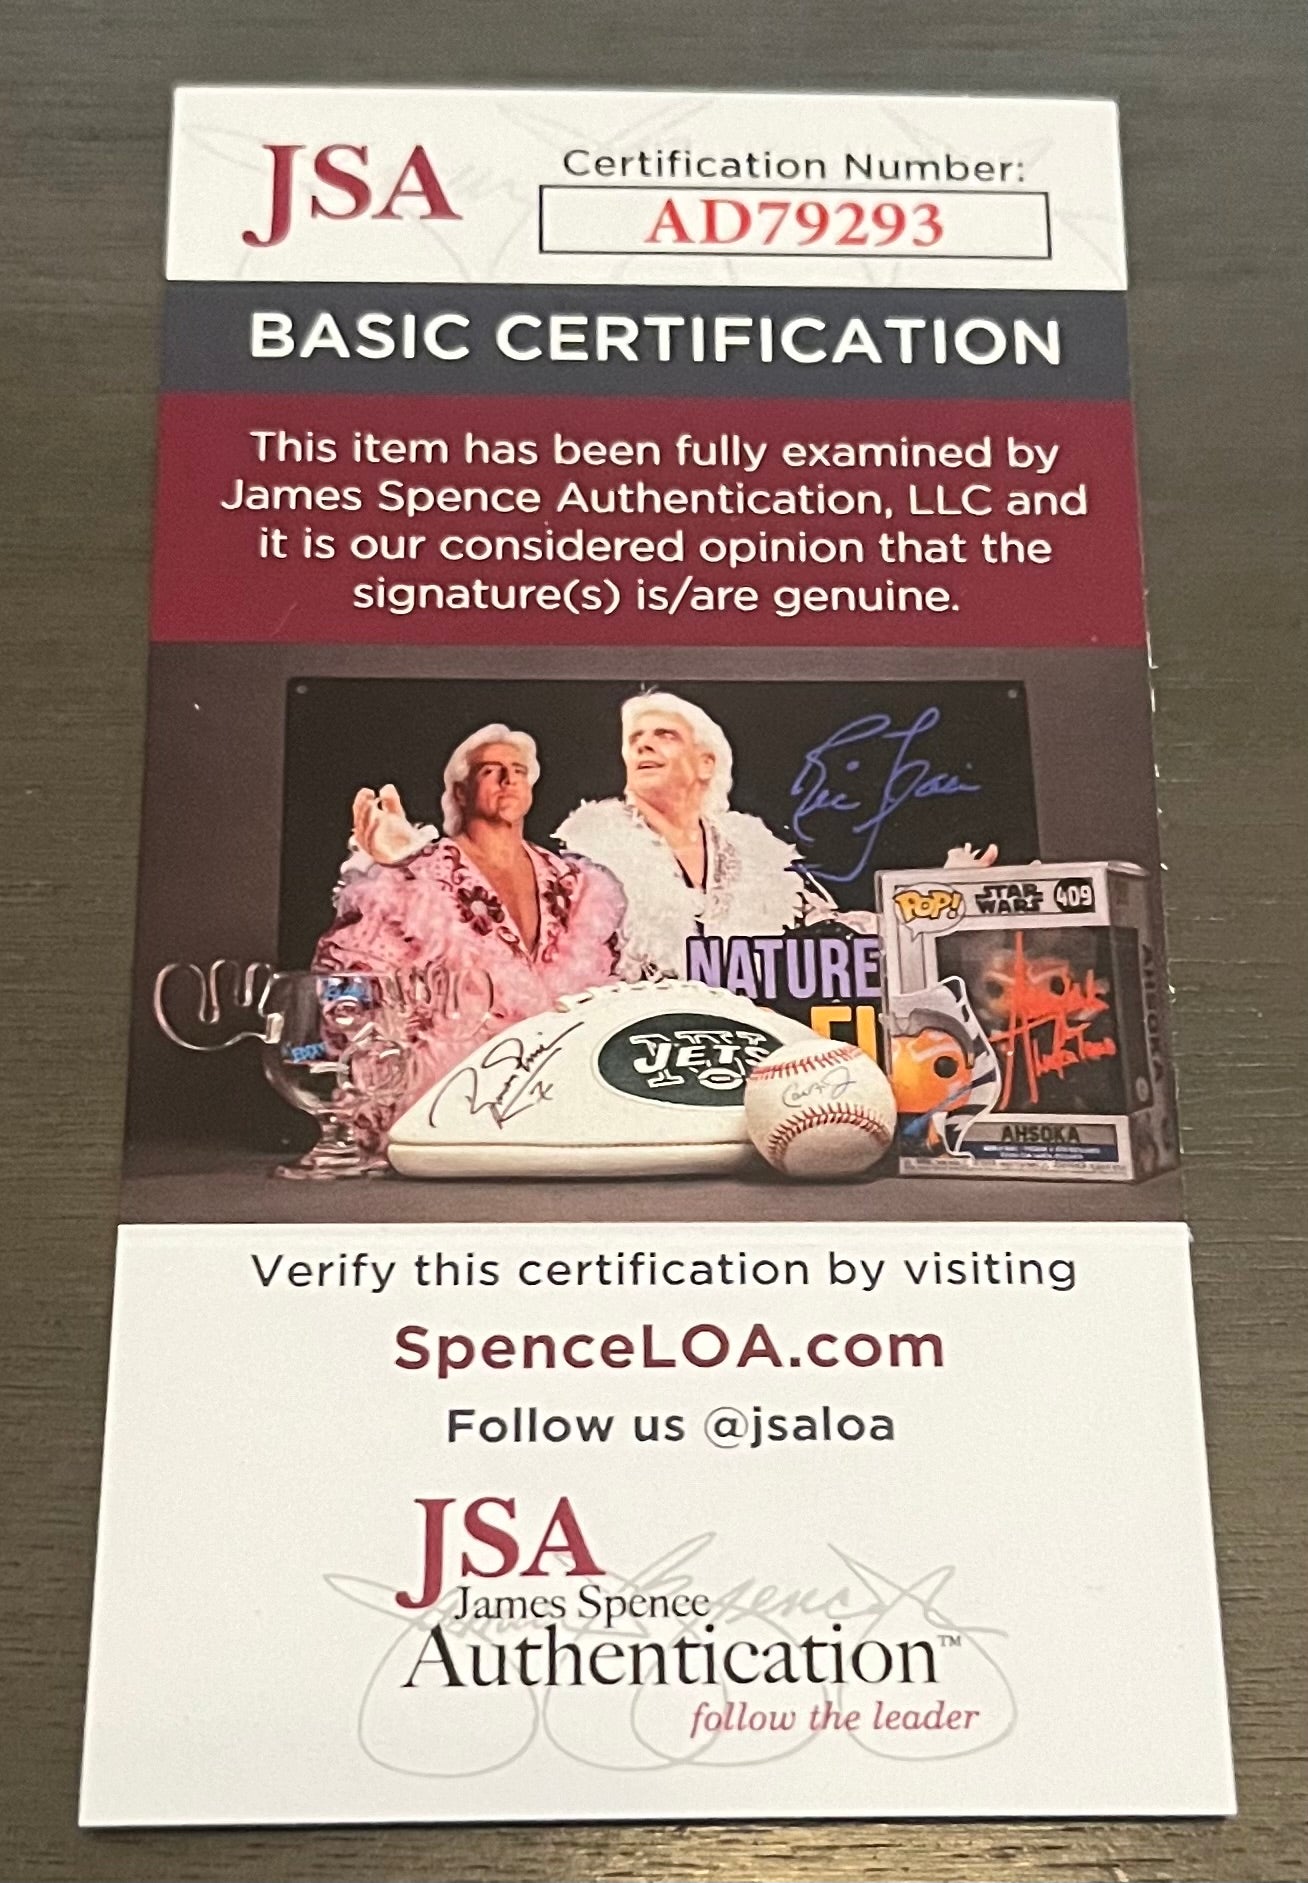 JSA
Certification Number:
AD79293
BASIC CERTIFICATION
This item has been fully examined by
James Spence Authentication, LLC and
it is our considered opinion that the
signature(s) is/are genuine.
Ric Flair
POP!
STAR
WARS
409
NATURE
JETS
AHSOKA
AHSOKA
Verify this certification by visiting
SpenceLOA.com
Follow us @jsaloa
JSA
James Spence
Authentication™
follow the leader